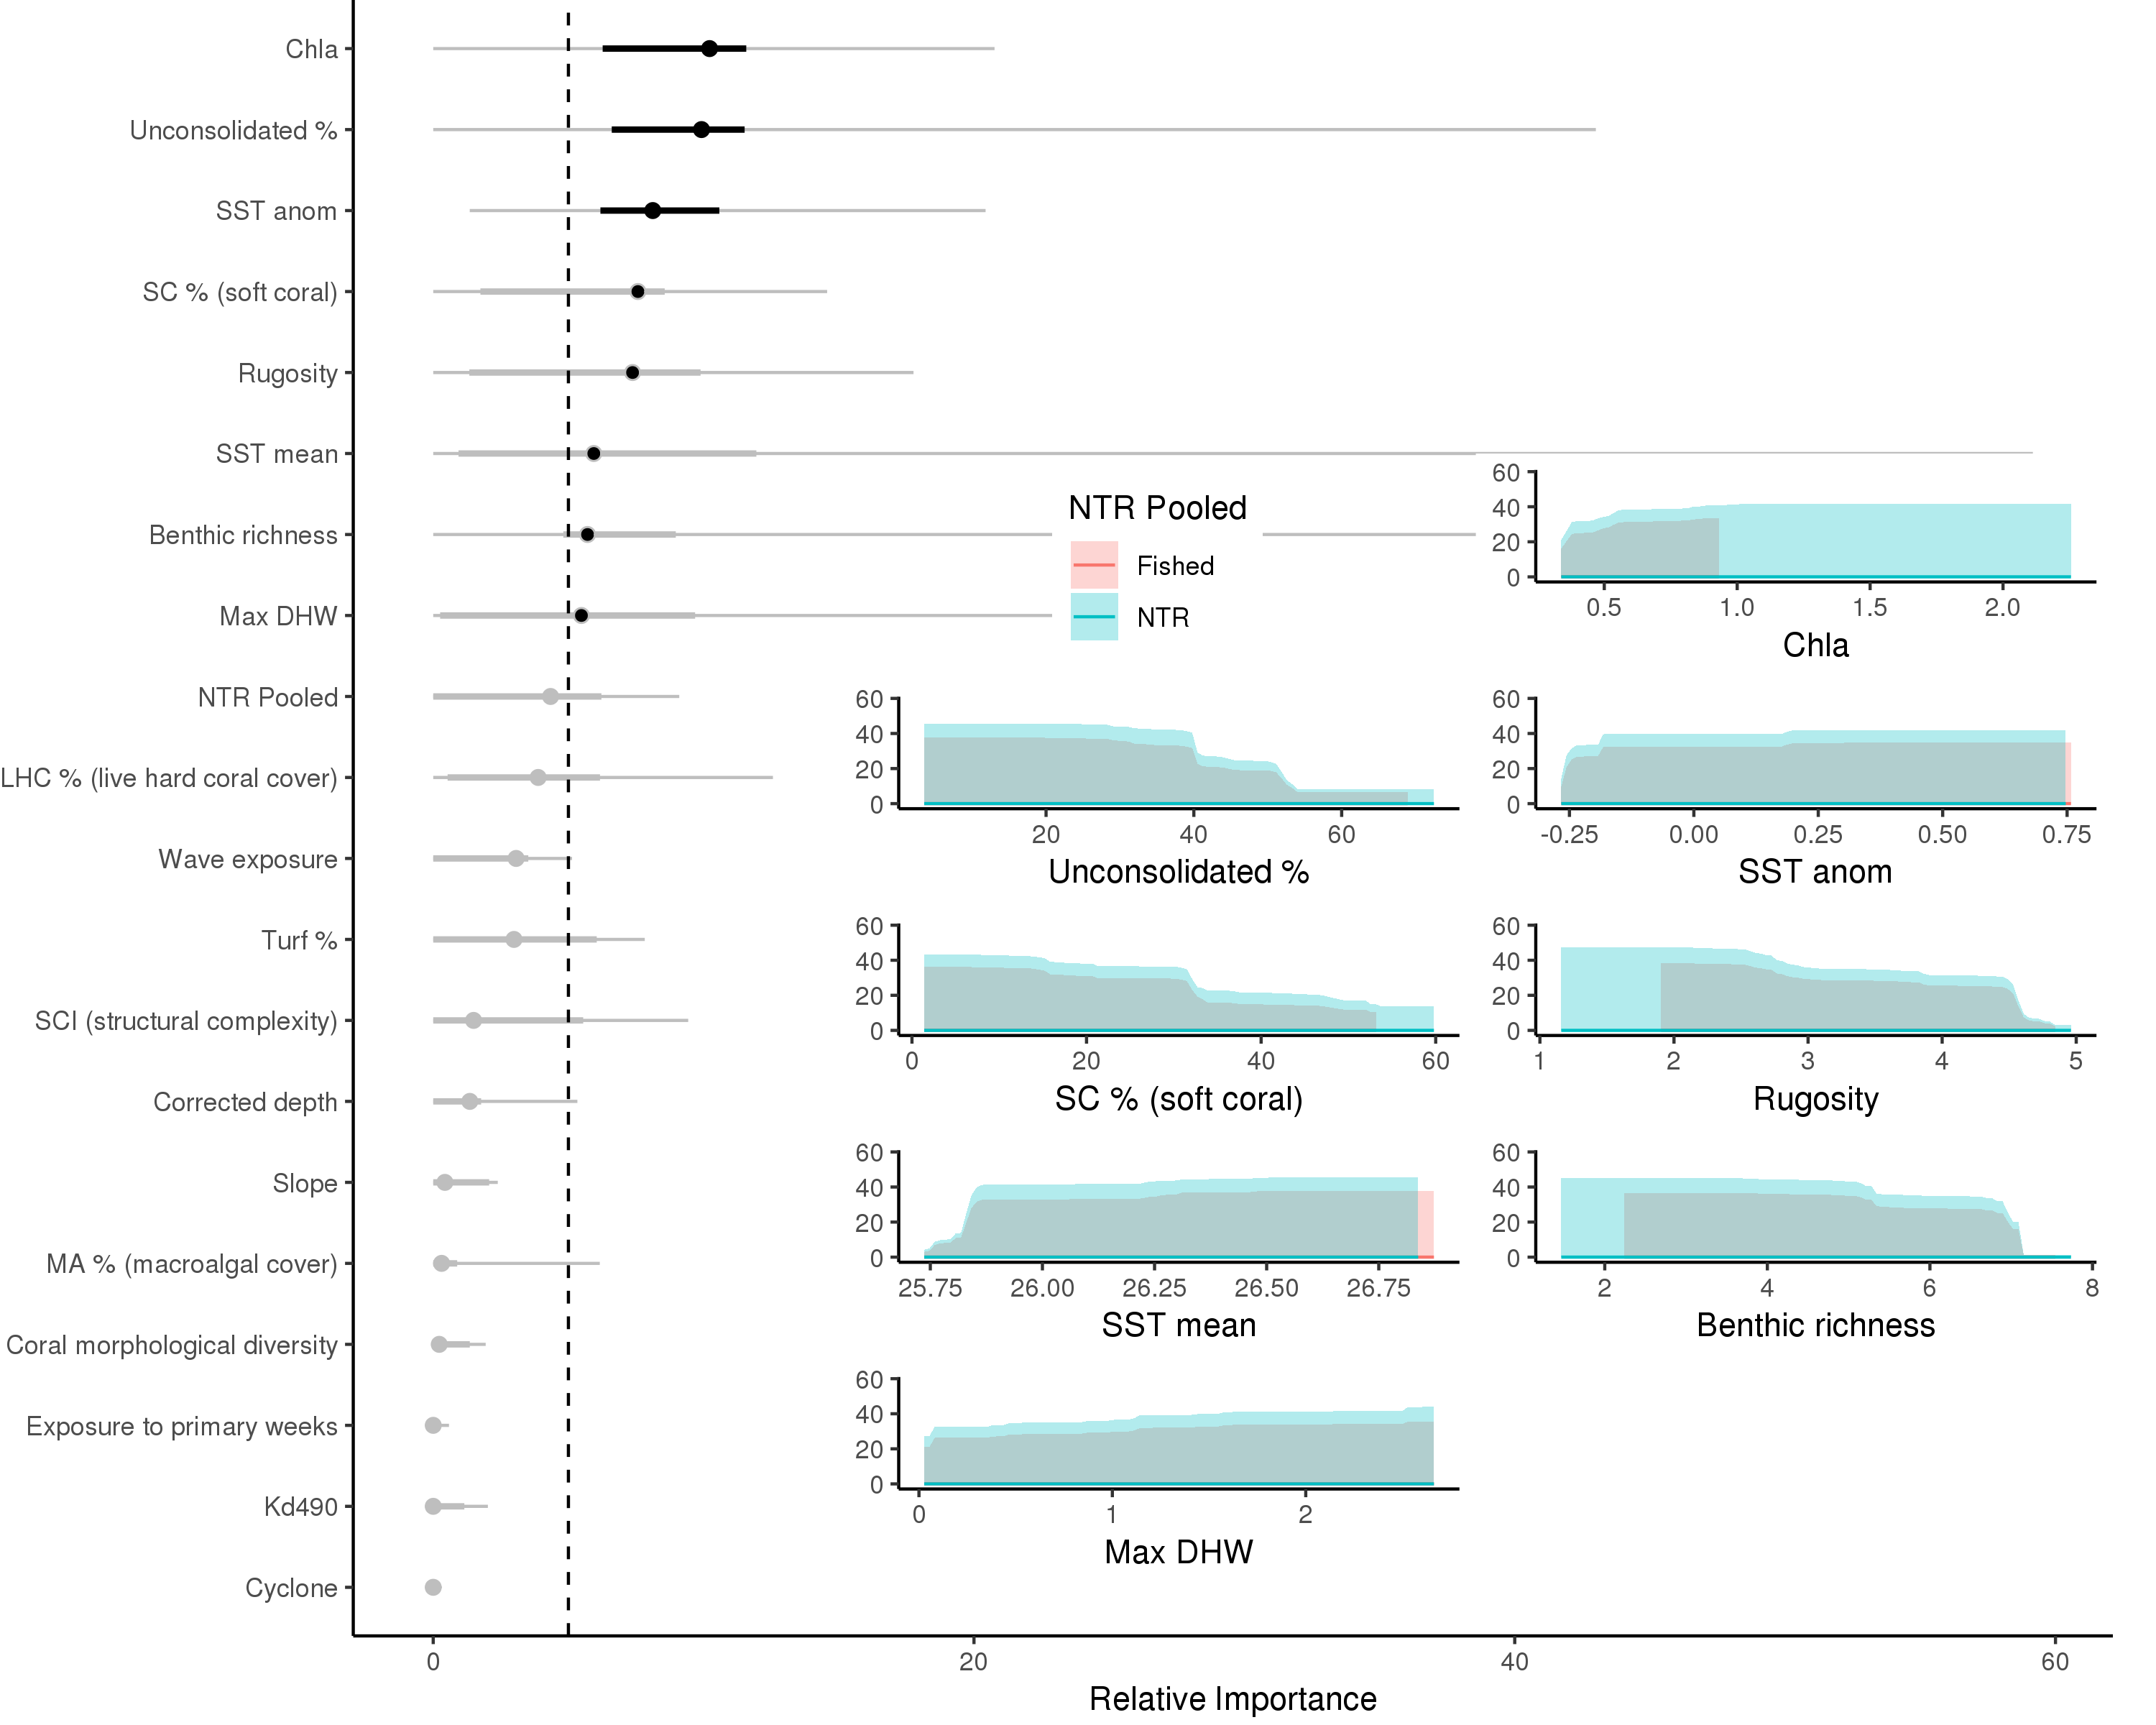 Chla
Unconsolidated %
SST anom
SC % (soft coral)
Rugosity
SST mean
Benthic richness
Max DHW
NTR Pooled
LHC % (live hard coral cover)
Wave exposure
Turf %
SCI (structural complexity)
Corrected depth
Slope
MA % (macroalgal cover)
Coral morphological diversity
Exposure to primary weeks
Kd490
Cyclone
0 20 40 60
Relative Importance
NTR Pooled
Fished
NTR
60
40
20
0
0.5 1.0 1.5 2.0
Chla
60
40
20
0
20 40 60
Unconsolidated %
60
40
20
0
-0.25 0.00 0.25 0.50 0.75
SST anom
60
40
20
0
0 20 40 60
SC % (soft coral)
60
40
20
0
1 2 3 4 5
Rugosity
60
40
20
0
25.75 26.00 26.25 26.50 26.75
SST mean
60
40
20
0
2 4 6 8
Benthic richness
60
40
20
0
0 1 2
Max DHW